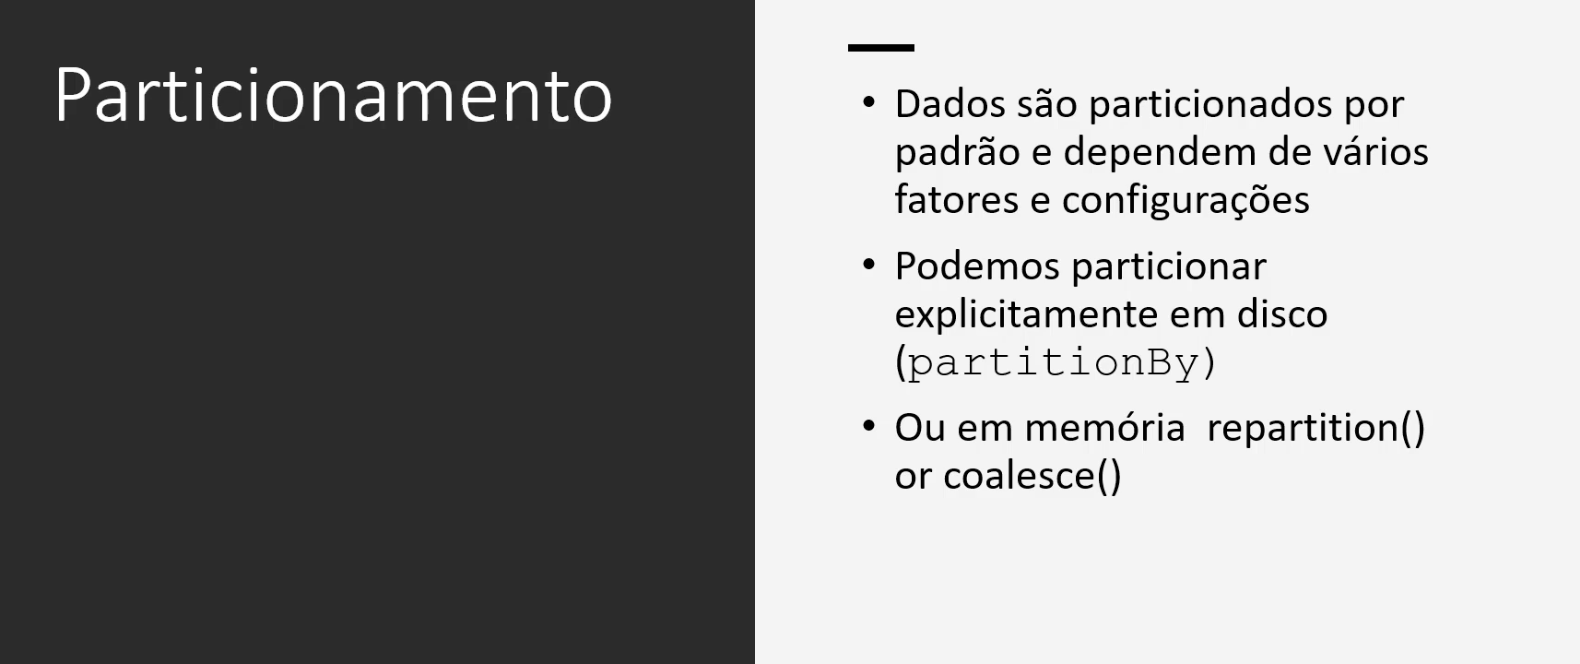 Particionamento
• Dados são particionados por
padrão e dependem de vários
fatores e configurações
• Podemos particionar
explicitamente em disco
(partitionBy)
• Ou em memória  repartition()
or coalesce()